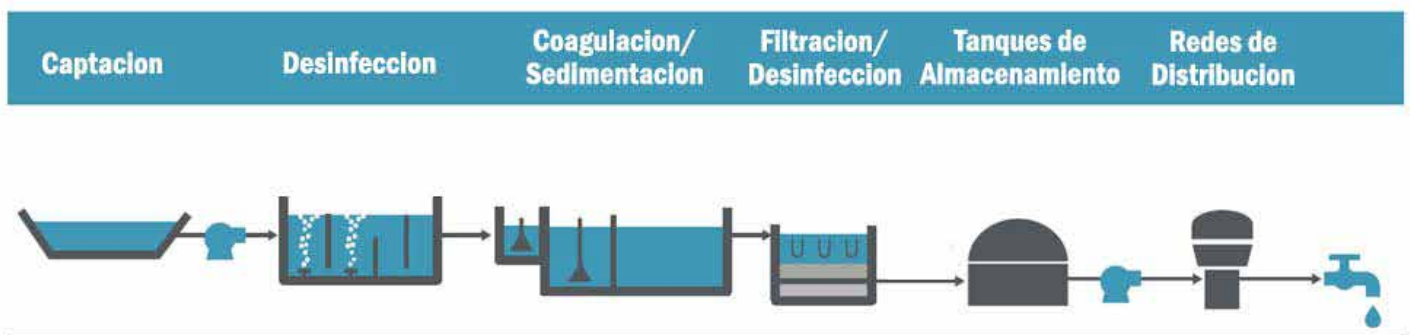 Captacion
Desinfeccion
Coagulacion/
Sedimentacion
Filtracion/
Desinfeccion
Tanques de
Almacenamiento
Redes de
Distribucion